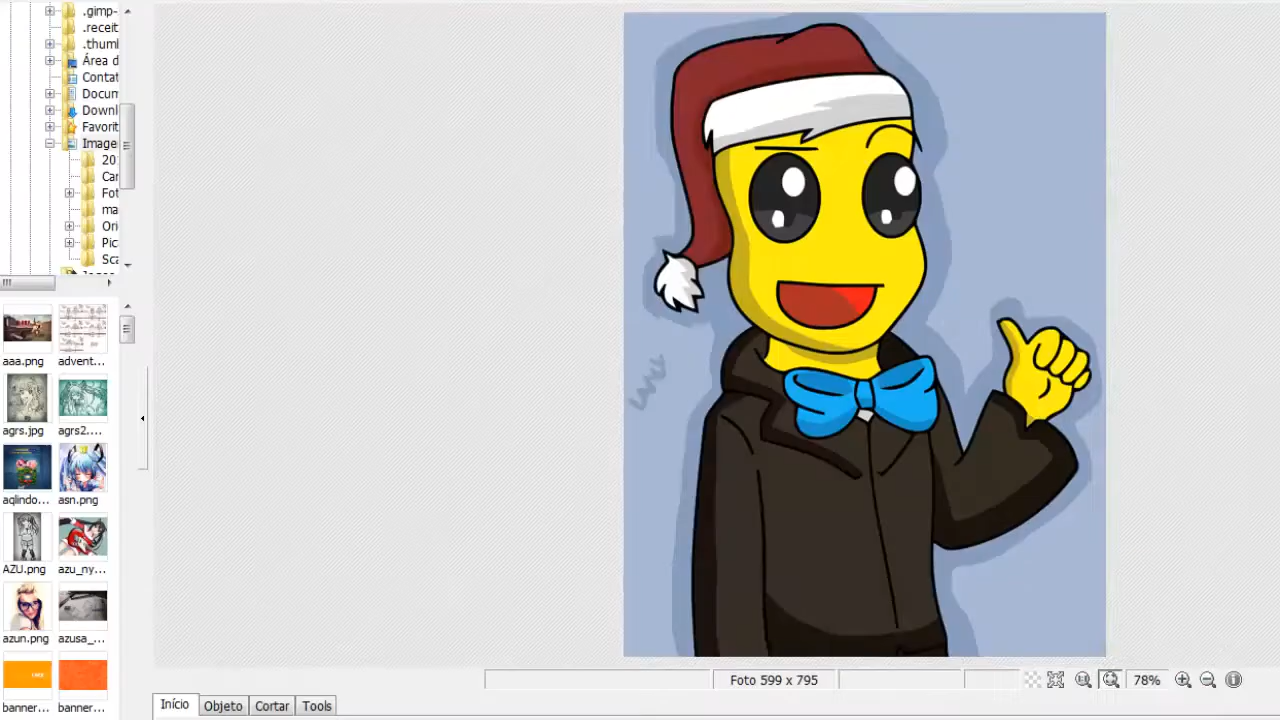 .gimp-
.receit
.thumb
Área d
Contat
Docum
Downl
Favorit
Image
20
Car
Fot
ma
Ori
Pic
Sca
aaa.png
advent...
agrs.jpg
agrs2....
aqlindo...
asn.png
AZU.png
azu_ny...
azun.png
azusa_...
banner...
banner...
Foto 599 x 795
78%
Início
Objeto
Cortar
Tools